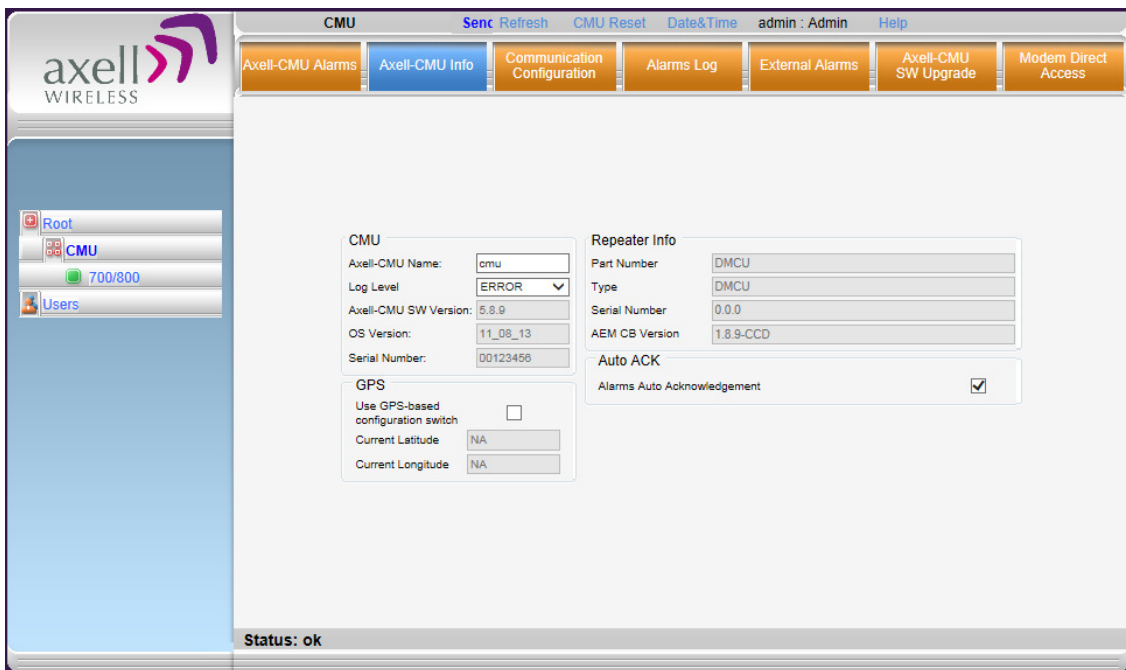 axell
WIRELESS
CMU Send Refresh CMU Reset Date&Time admin : Admin Help
Axell-CMU Alarms
Axell-CMU Info
Communication
Configuration
Alarms Log
External Alarms
Axell-CMU
SW Upgrade
Modem Direct
Access
Root
CMU
700/800
Users
CMU
Axell-CMU Name: cmu
Log Level ERROR
Axell-CMU SW Version: 5.8.9
OS Version: 11_08_13
Serial Number: 00123456
GPS
Use GPS-based
configuration switch
Current Latitude NA
Current Longitude NA
Repeater Info
Part Number DMCU
Type DMCU
Serial Number 0.0.0
AEM CB Version 1.8.9-CCD
Auto ACK
Alarms Auto Acknowledgement
Status: ok